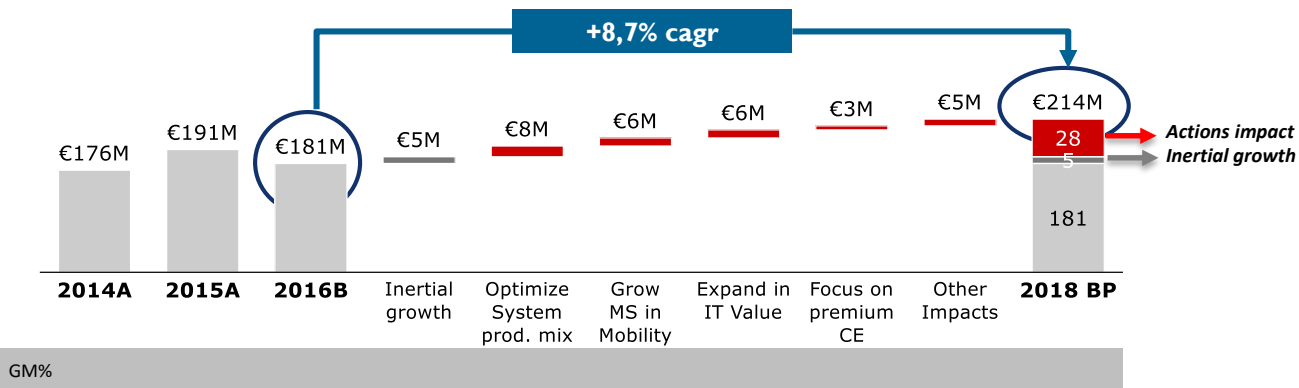 +8,7% cagr
€176M
€191M
€181M
€5M
€8M
€6M
€6M
€3M
€5M
€214M
28
5
181
Actions impact
Inertial growth
2014A
2015A
2016B
Inertial
growth
Optimize
System
prod. mix
Grow
MS in
Mobility
Expand in
IT Value
Focus on
premium
CE
Other
Impacts
2018 BP
GM%